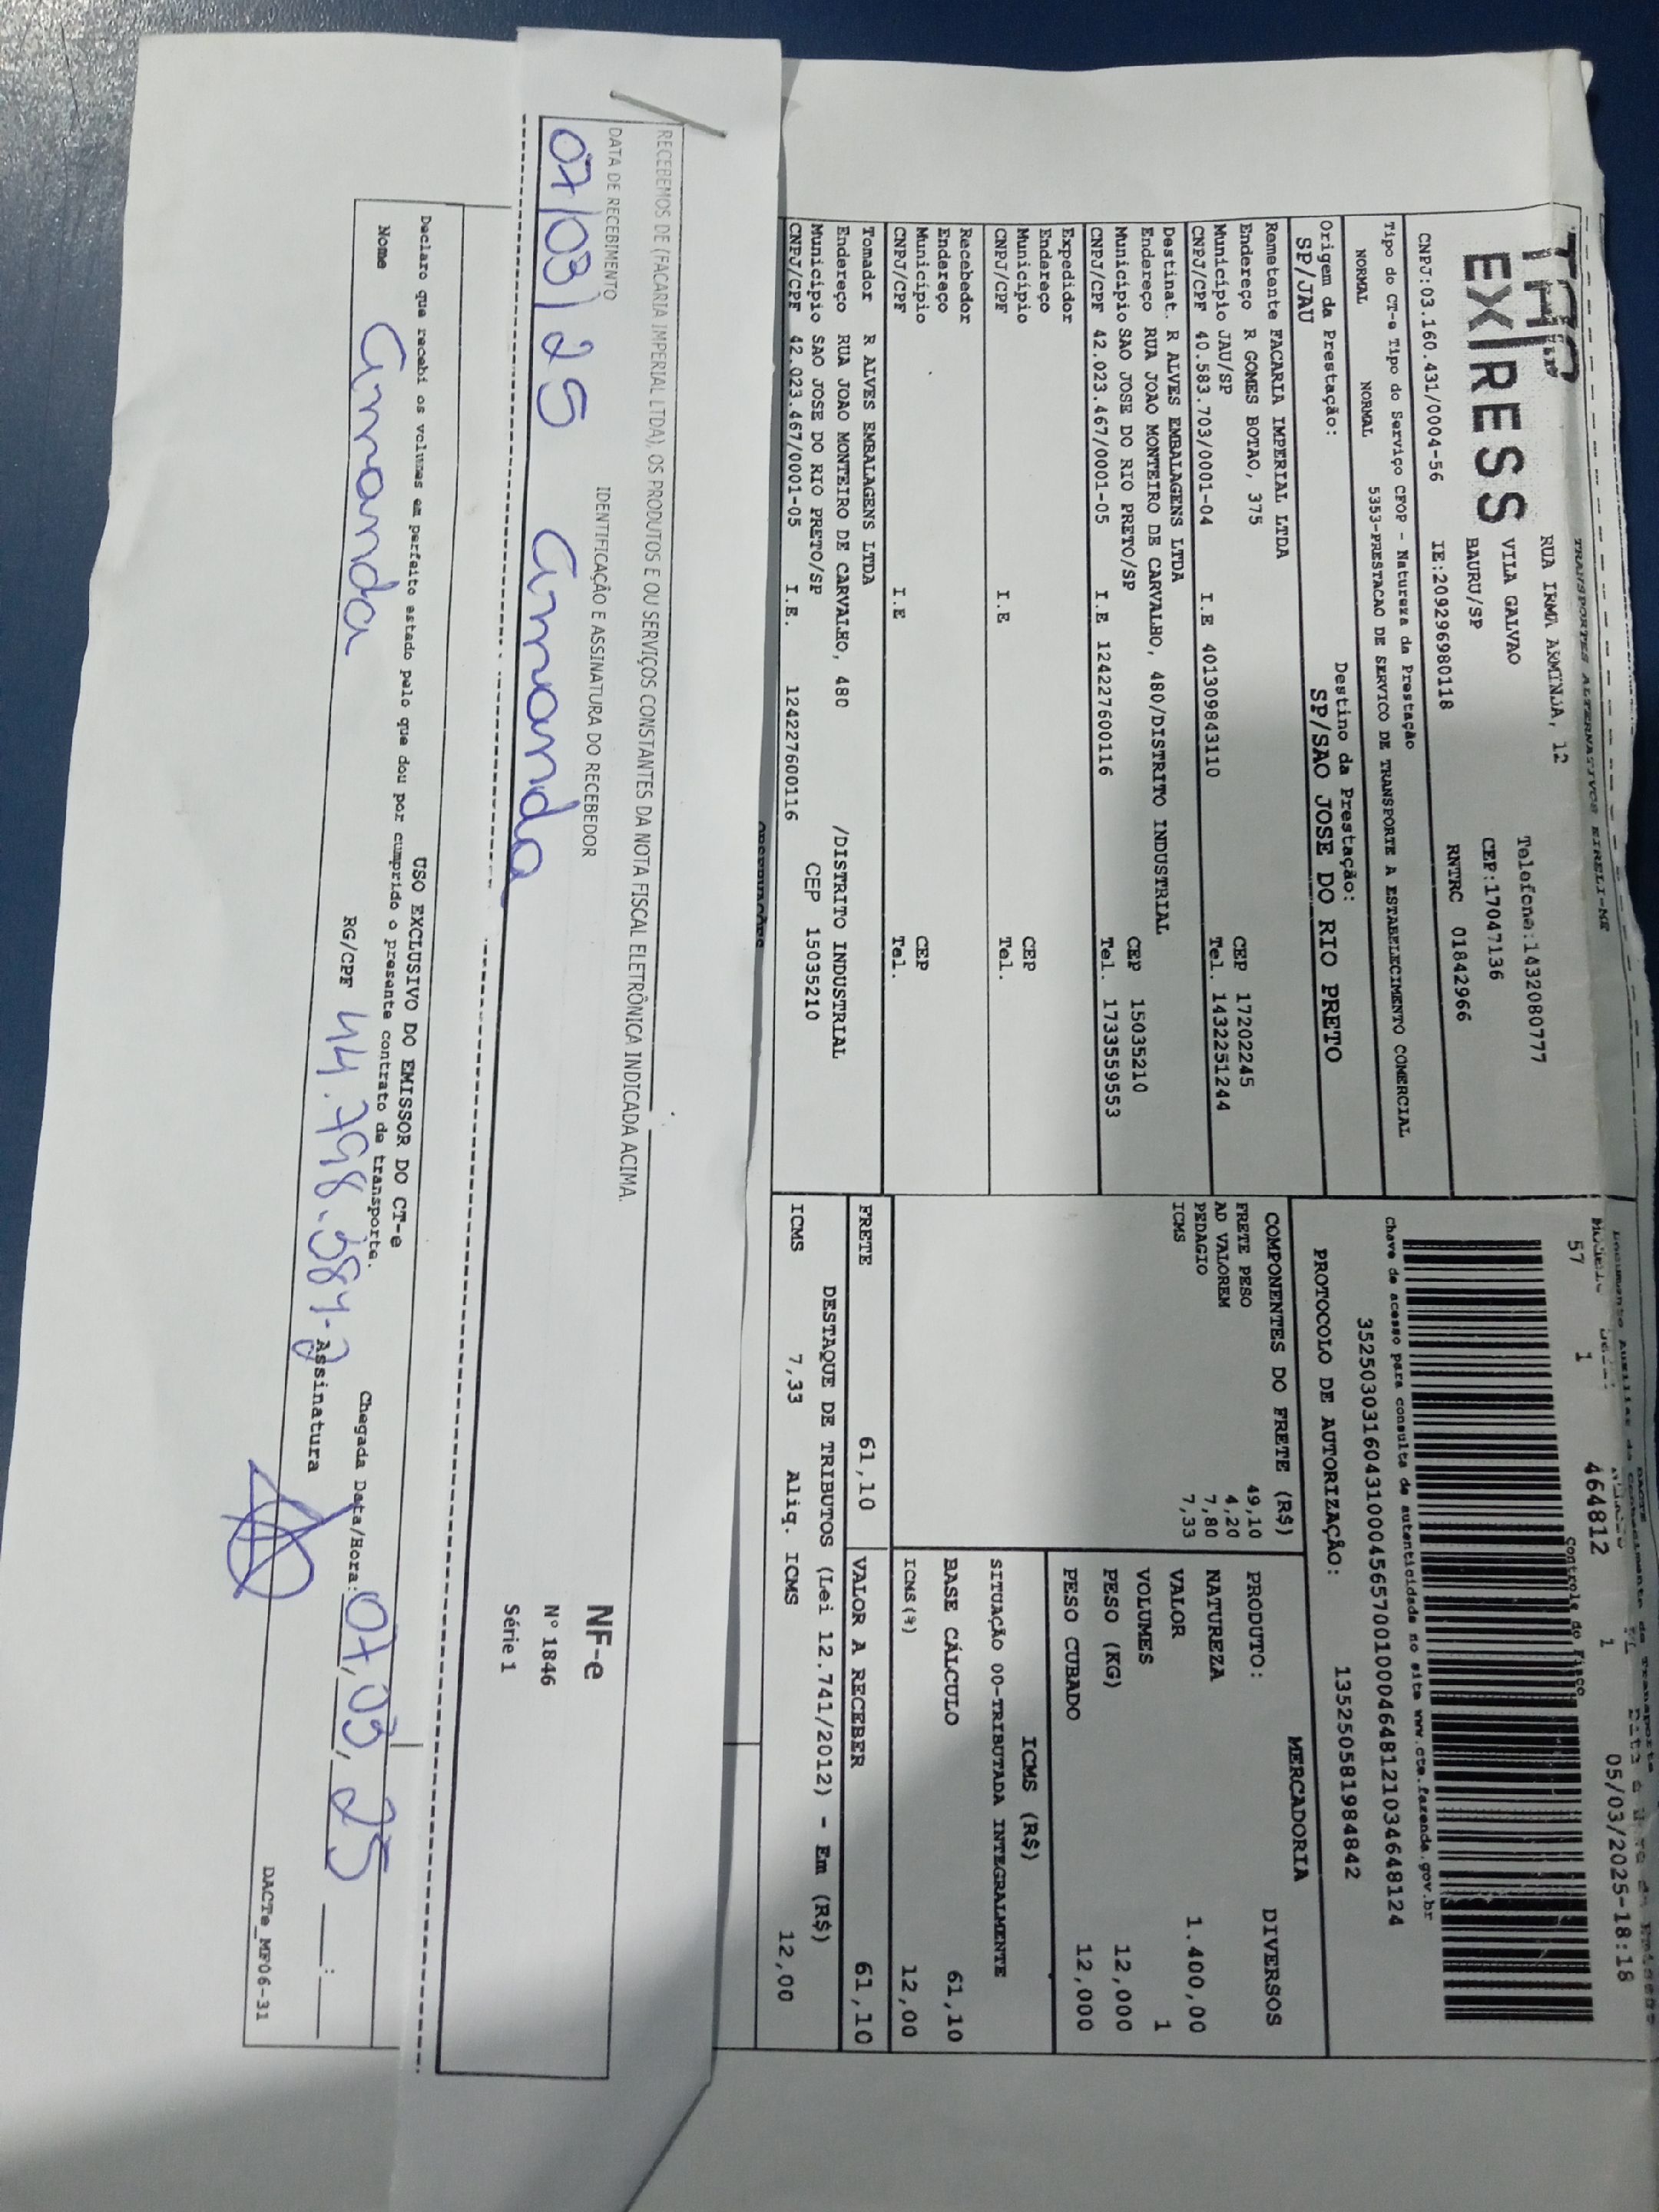 TRANSPORTES ALTERNATIVOS EIRELI-ME
EXPRESS
RUA IRMA ARMINDA, 12
Telefone:1432080777
VILA GALVAO
CEP:17047136
BAURU/SP
CNPJ:03.160.431/0004-56 IE:209296980118 RNTRC 01842966
57 1 464812 1 05/03/2025-18:18
Controle do Fisco
Chave de acesso para consulta de autenticidade no site www.cte.fazenda.gov.br
35250303160431000456570010004648121034648124
PROTOCOLO DE AUTORIZAÇÃO: 135250581984842
Tipo do CT-e Tipo do Serviço CFOP - Natureza da Prestação
NORMAL NORMAL 5353-PRESTACAO DE SERVICO DE TRANSPORTE A ESTABELECIMENTO COMERCIAL
Origem da Prestação: Destino da Prestação:
SP/JAU SP/SAO JOSE DO RIO PRETO
Remetente FACARIA IMPERIAL LTDA
Endereço R GOMES BOTAO, 375 CEP 17202245
Município JAU/SP Tel. 1432251244
CNPJ/CPF 40.583.703/0001-04 I.E 401309843110
Destinat. R ALVES EMBALAGENS LTDA
Endereço RUA JOAO MONTEIRO DE CARVALHO, 480/DISTRITO INDUSTRIAL
Município SAO JOSE DO RIO PRETO/SP CEP 15035210
CNPJ/CPF 42.023.467/0001-05 I.E 124227600116 Tel. 1733559553
Expedidor
Endereço
Município CEP
CNPJ/CPF I.E Tel.
Recebedor
Endereço
Município CEP
CNPJ/CPF I.E Tel.
Tomador R ALVES EMBALAGENS LTDA
Endereço RUA JOAO MONTEIRO DE CARVALHO, 480 /DISTRITO INDUSTRIAL
Município SAO JOSE DO RIO PRETO/SP CEP 15035210
CNPJ/CPF 42.023.467/0001-05 I.E. 124227600116
COMPONENTES DO FRETE (R$)
FRETE PESO 49,10
AD VALOREM 4,20
PEDAGIO 7,80
ICMS 7,33
MERCADORIA
PRODUTO: DIVERSOS
NATUREZA
VALOR 1.400,00
VOLUMES 1
PESO (KG) 12,000
PESO CUBADO 12,000
ICMS (R$)
SITUAÇÃO 00-TRIBUTADA INTEGRALMENTE
BASE CÁLCULO 61,10
ICMS(%) 12,00
FRETE 61,10 VALOR A RECEBER 61,10
DESTAQUE DE TRIBUTOS (Lei 12.741/2012) - Em (R$)
ICMS 7,33 Aliq. ICMS 12,00
RECEBEMOS DE (FACARIA IMPERIAL LTDA), OS PRODUTOS E OU SERVIÇOS CONSTANTES DA NOTA FISCAL ELETRÔNICA INDICADA ACIMA.
DATA DE RECEBIMENTO IDENTIFICAÇÃO E ASSINATURA DO RECEBEDOR
07/03/25 Amanda
NF-e
Nº 1846
Série 1
USO EXCLUSIVO DO EMISSOR DO CT-e
Declaro que recebi os volumes em perfeito estado pelo que dou por cumprido o presente contrato de transporte.
Chegada Data/Hora: 07,03,25 __:__
Nome Amanda RG/CPF 44.798.384-3 Assinatura
DACTe_MF06-31